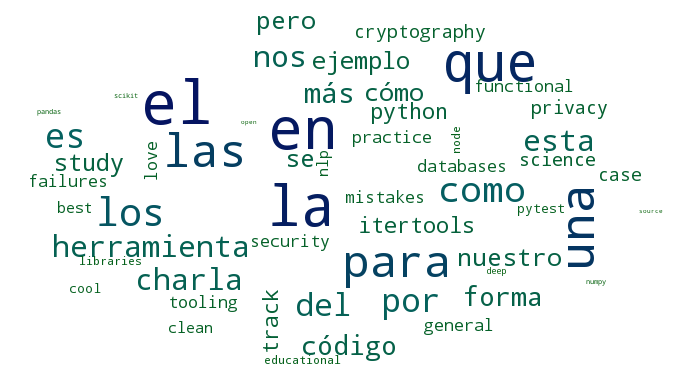 pero
cryptography
nos
ejemplo
que
functional
scikit
el
más
cómo
pandas
python
privacy
open
en
es
las
practice
node
esta
study
love
se
nlp
databases
science
failures
case
best
los
la
mistakes
como
pytest
una
source
itertools
herramienta
security
nuestro
libraries
para
deep
charla
numpy
cool
tooling
track
del
por
forma
clean
general
código
educational